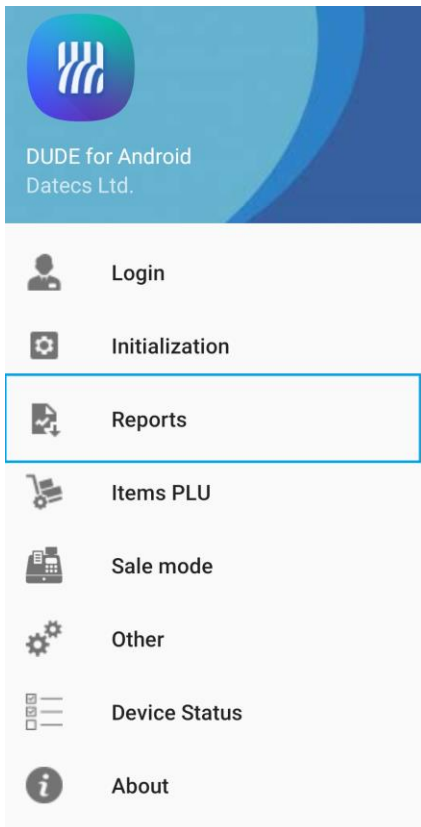 DUDE for Android
Datecs Ltd.
Login
Initialization
Reports
Items PLU
Sale mode
Other
Device Status
About